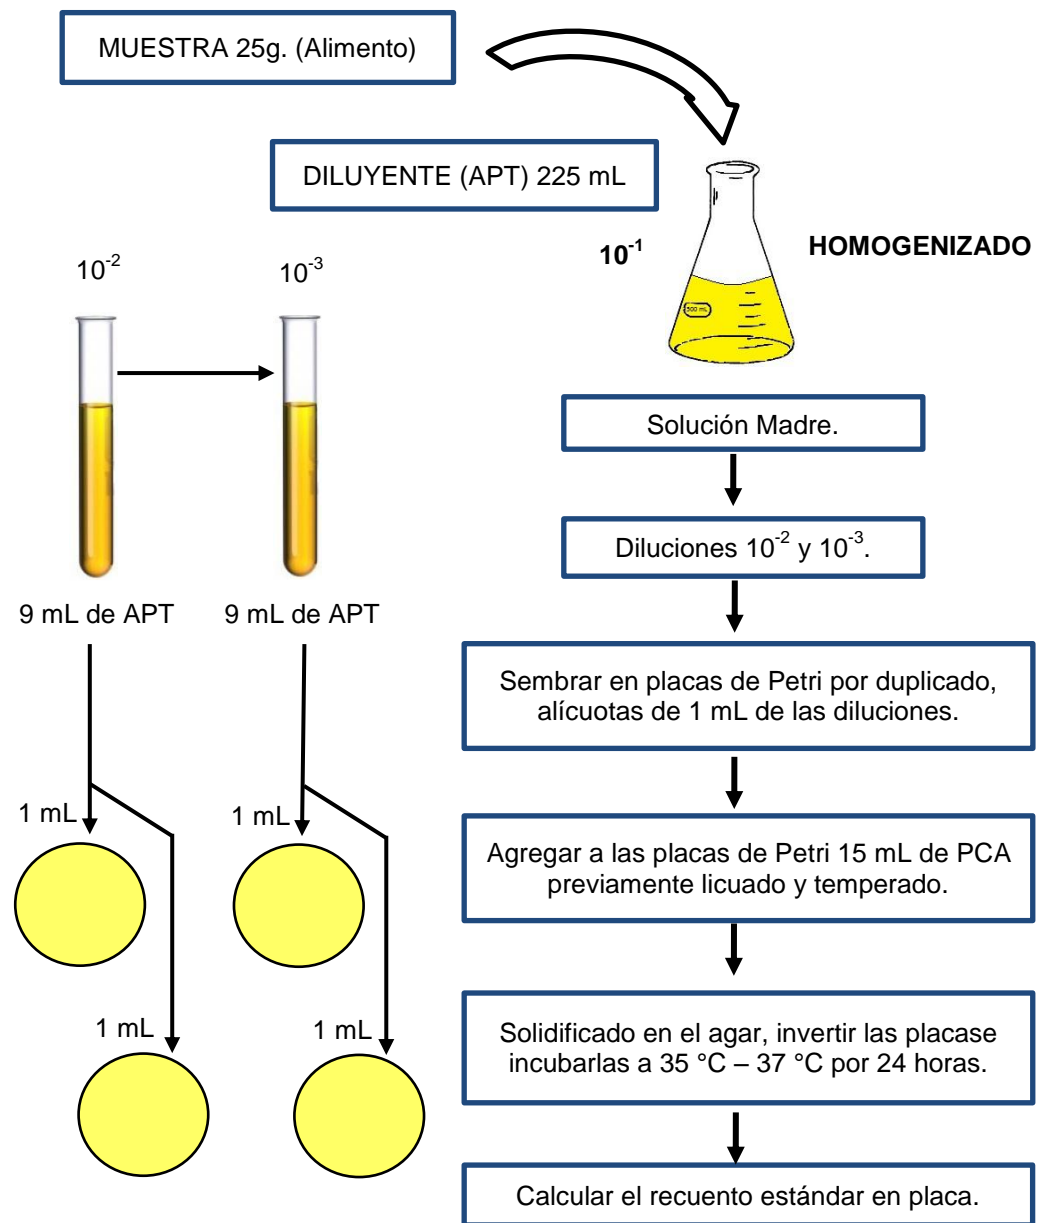 MUESTRA 25g. (Alimento)
DILUYENTE (APT) 225 mL
10⁻¹
HOMOGENIZADO
500 mL
10⁻²
10⁻³
9 mL de APT
9 mL de APT
1 mL
1 mL
1 mL
1 mL
Solución Madre.
Diluciones 10⁻² y 10⁻³.
Sembrar en placas de Petri por duplicado,
alícuotas de 1 mL de las diluciones.
Agregar a las placas de Petri 15 mL de PCA
previamente licuado y temperado.
Solidificado en el agar, invertir las placase
incubarlas a 35 °C – 37 °C por 24 horas.
Calcular el recuento estándar en placa.